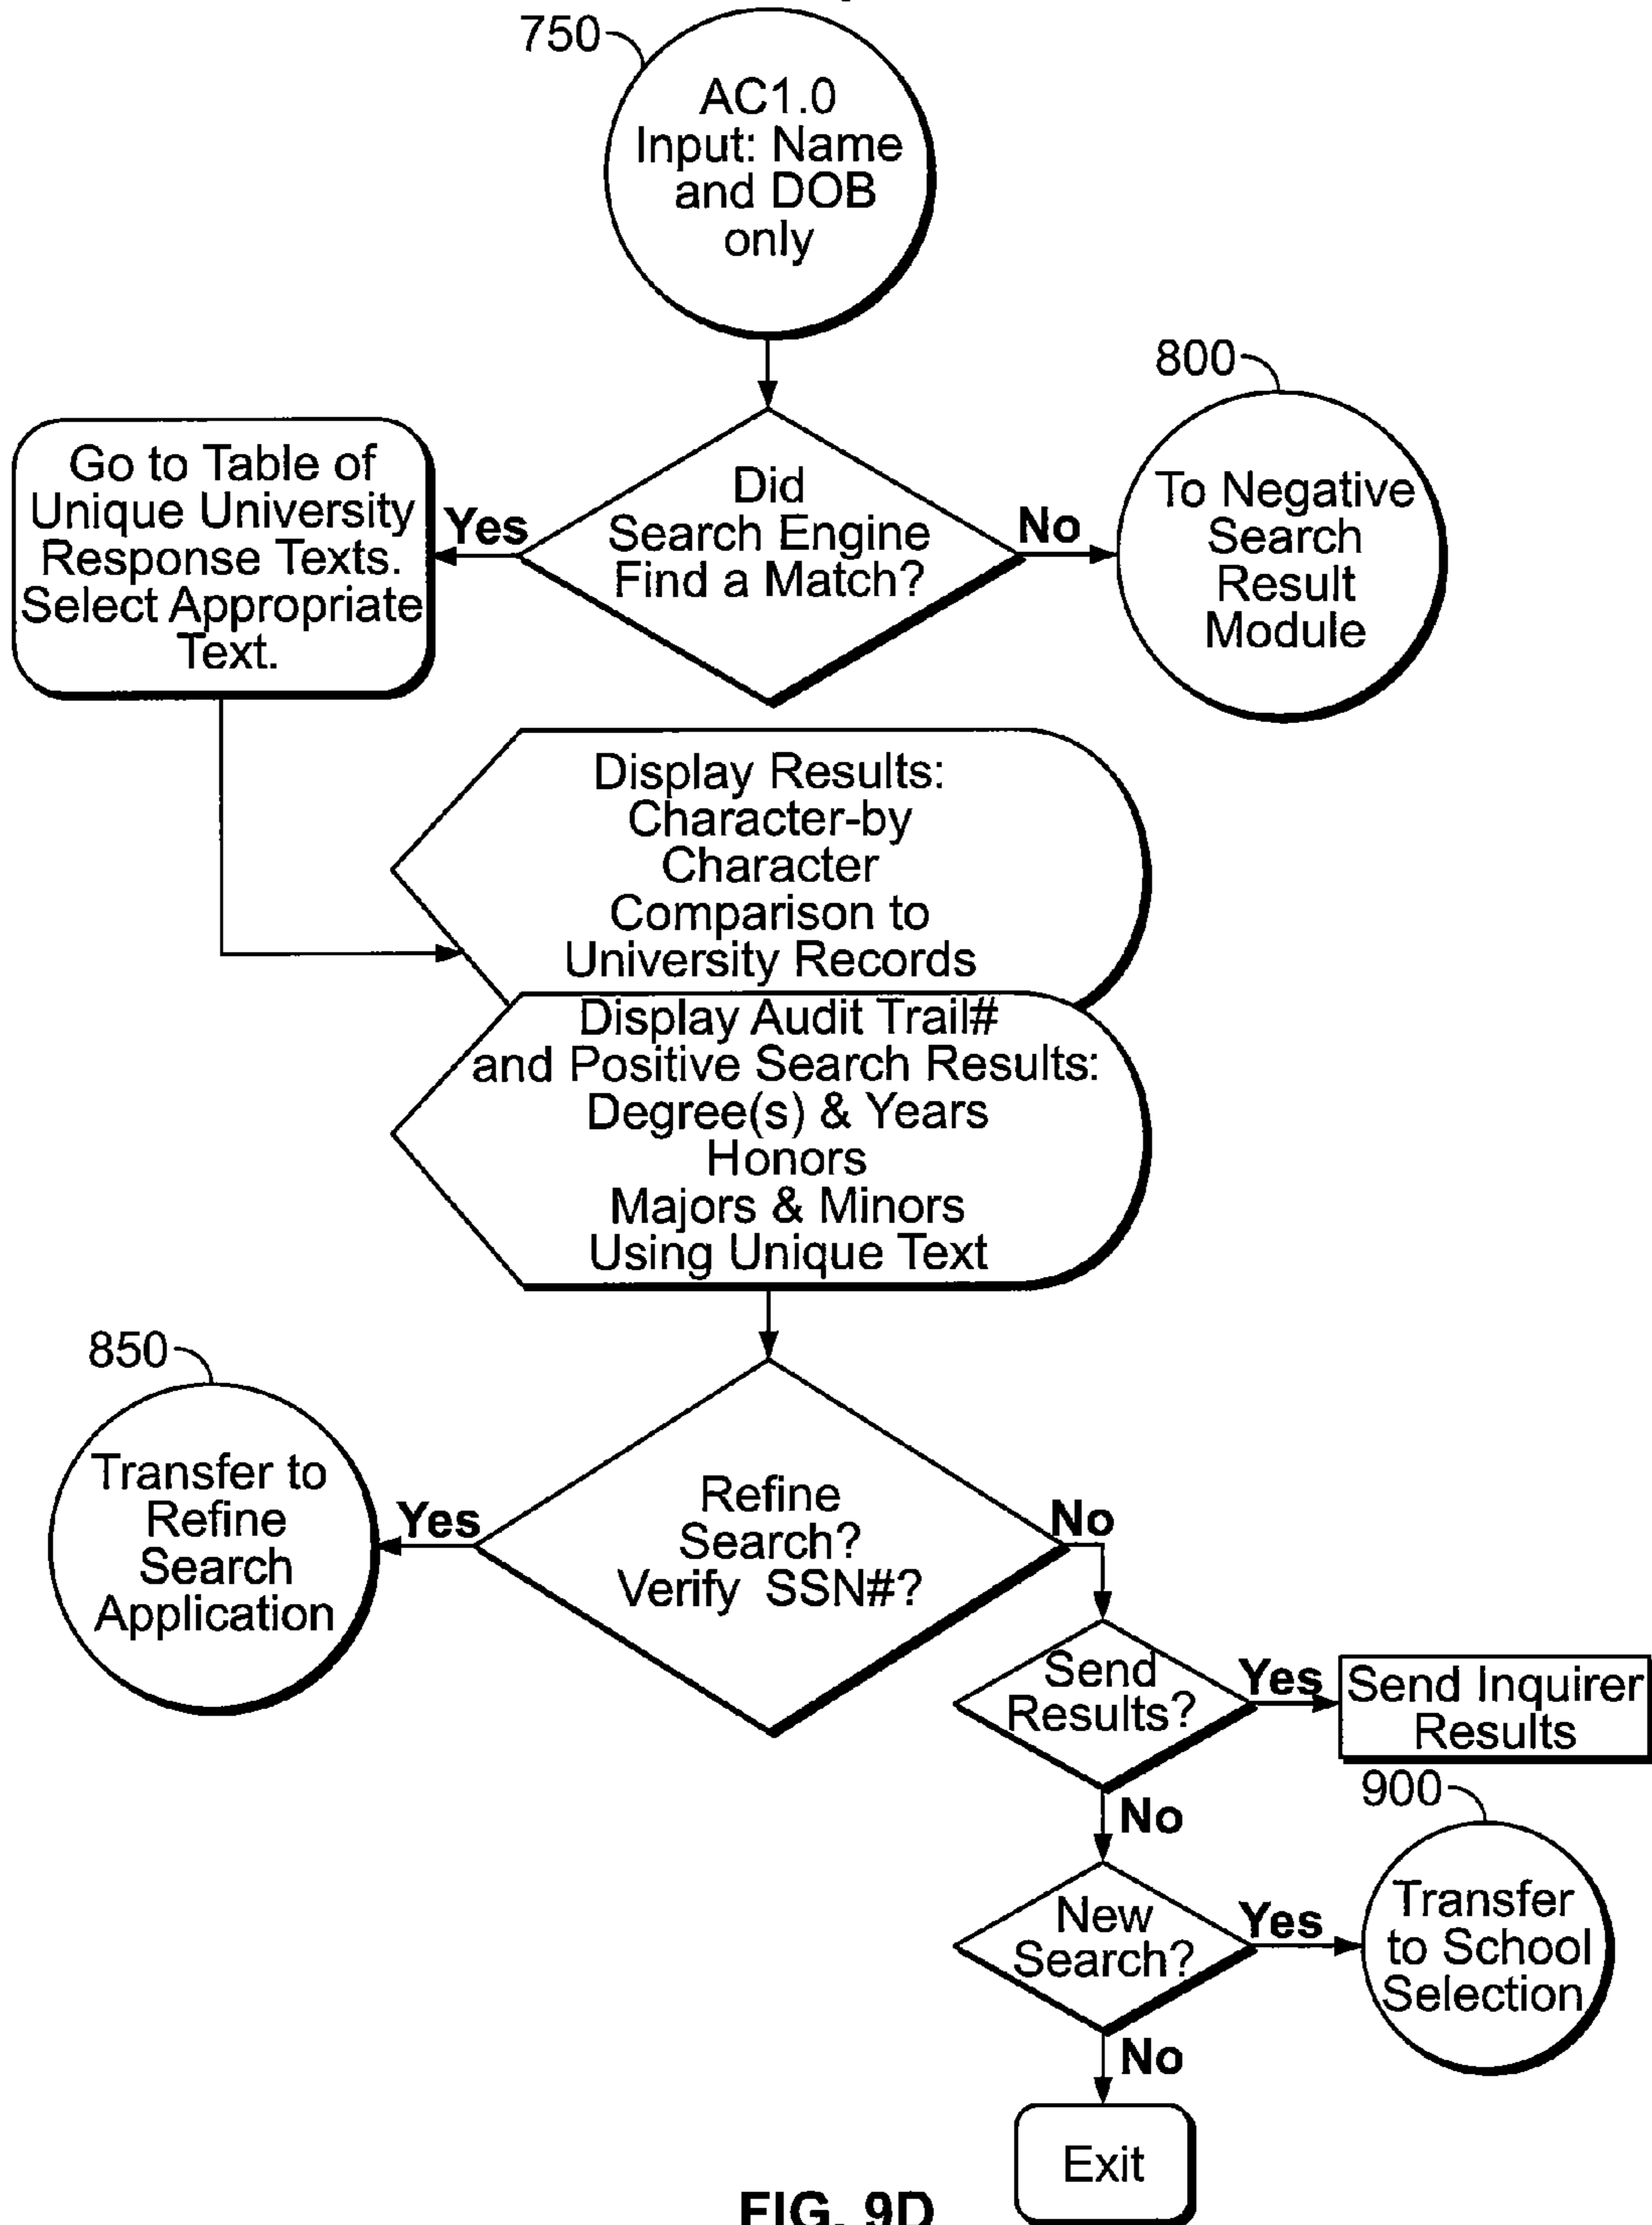 750
AC1.0
Input: Name
and DOB
only
800
Go to Table of
Unique University
Response Texts.
Select Appropriate
Text.
Yes
Did
Search Engine
Find a Match?
No
To Negative
Search
Result
Module
Display Results:
Character-by
Character
Comparison to
University Records
Display Audit Trail#
and Positive Search Results:
Degree(s) & Years
Honors
Majors & Minors
Using Unique Text
850
Transfer to
Refine
Search
Application
Yes
Refine
Search?
Verify SSN#?
No
Send
Results?
Yes
Send Inquirer
Results
No
900
New
Search?
Yes
Transfer
to School
Selection
No
Exit
FIG. 9D